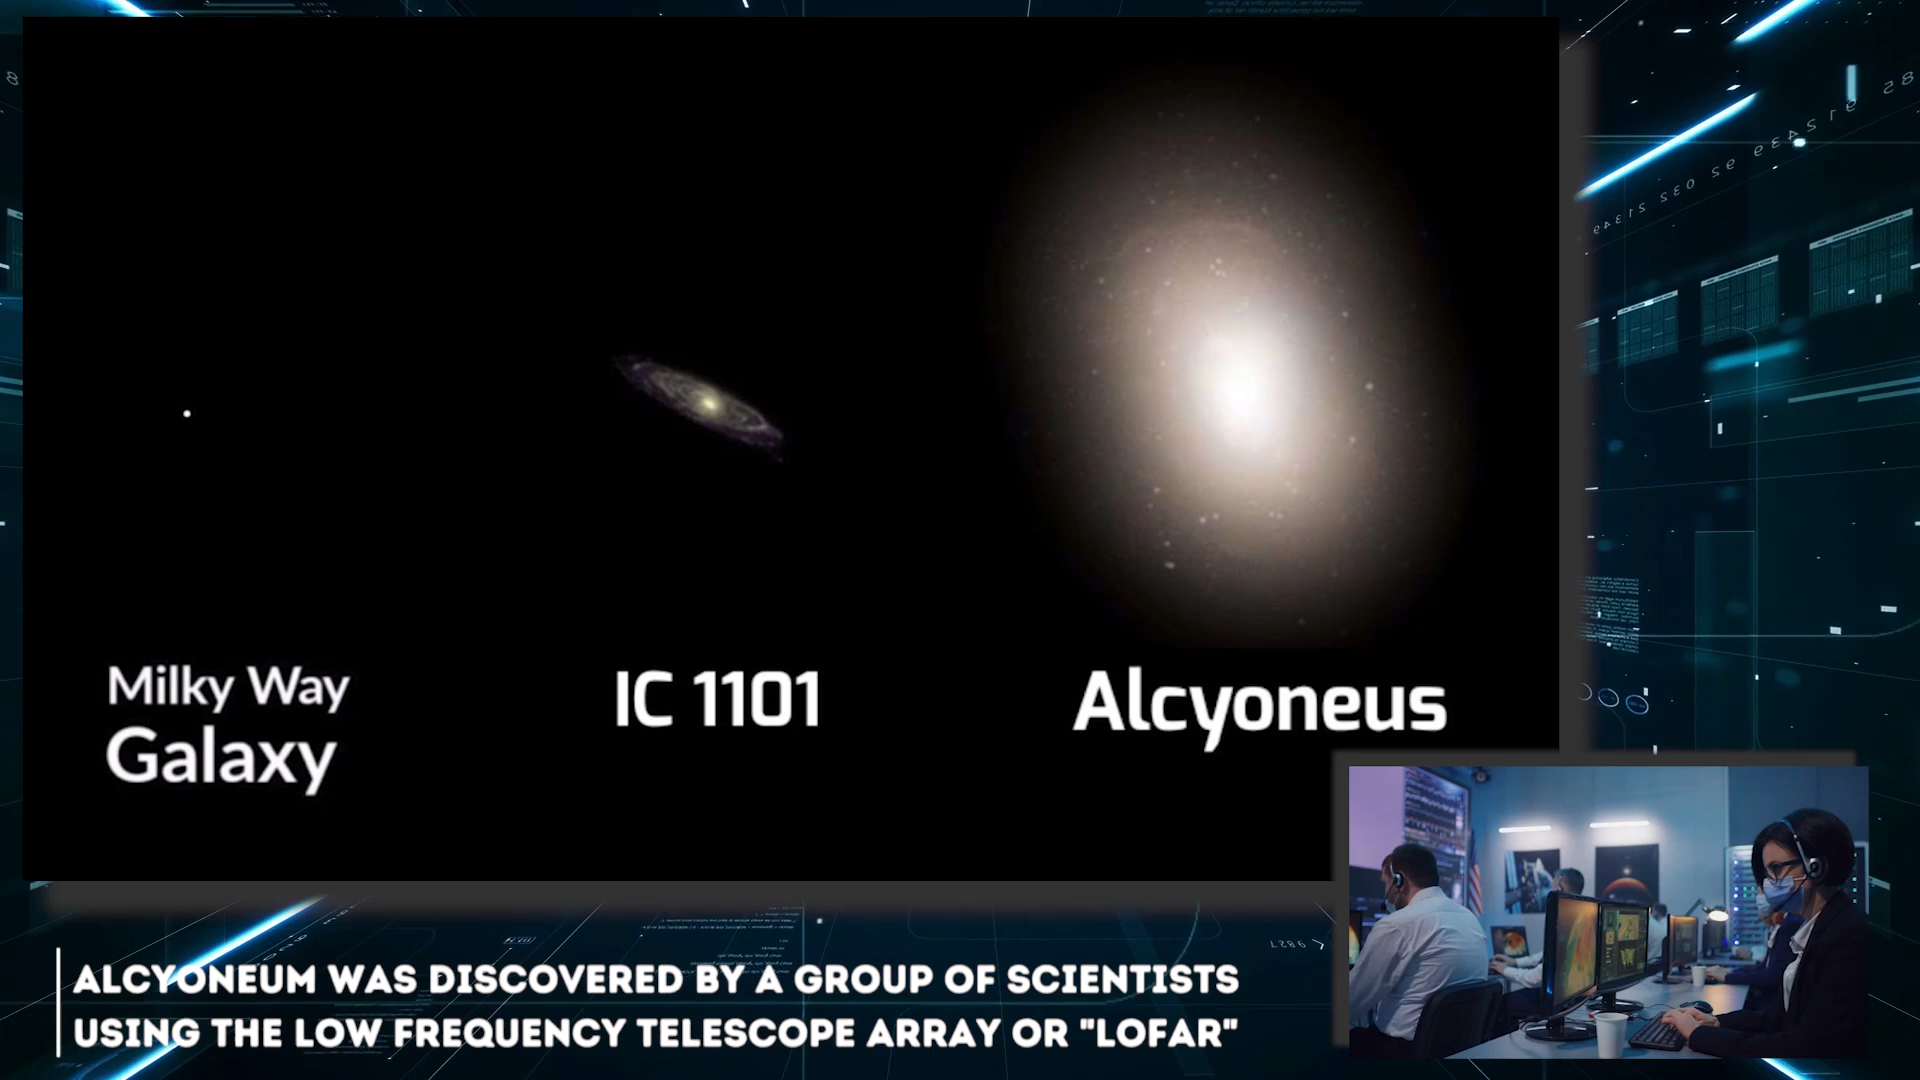 Milky Way
Galaxy
IC 1101
Alcyoneus
ALCYONEUM WAS DISCOVERED BY A GROUP OF SCIENTISTS
USING THE LOW FREQUENCY TELESCOPE ARRAY OR "LOFAR"